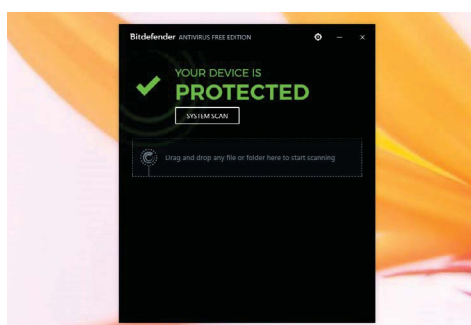 Bitdefender ANTIVIRUS FREE EDITION
YOUR DEVICE IS
PROTECTED
SYSTEM SCAN
Drag and drop any file or folder here to start scanning